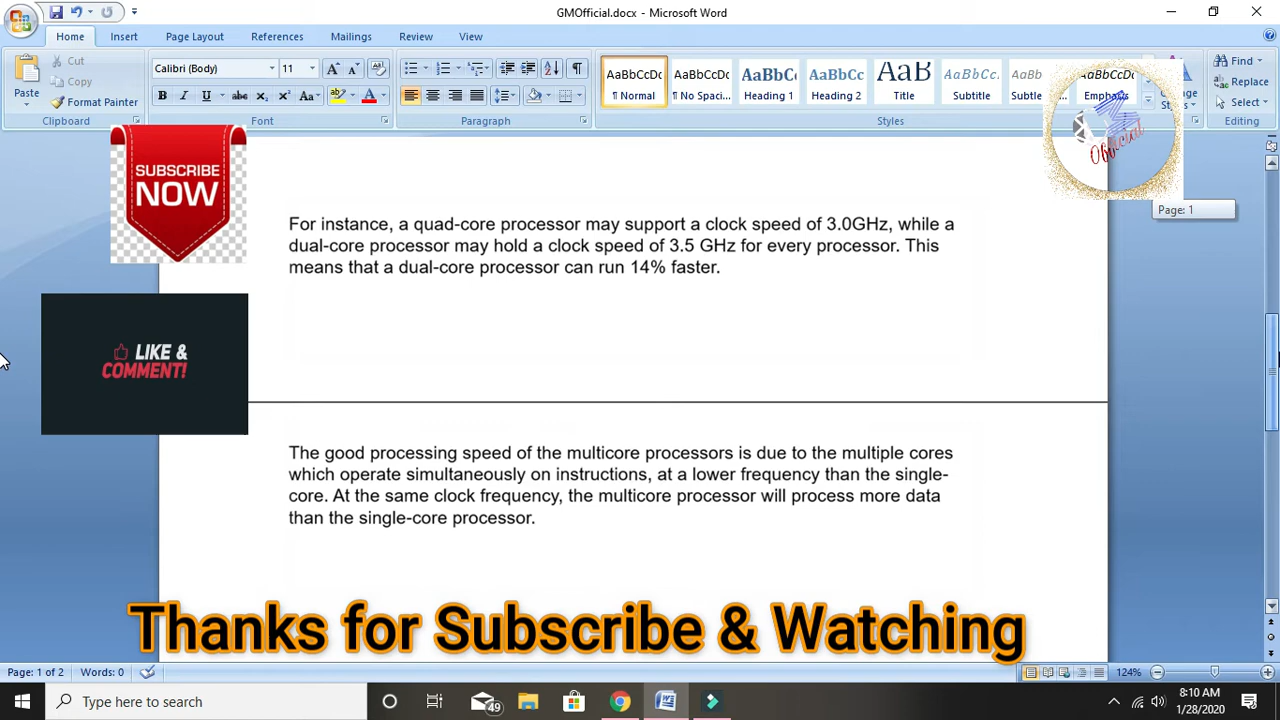 GMOfficial.docx - Microsoft Word
Home Insert Page Layout References Mailings Review View
Cut
Copy
Paste
Format Painter
Clipboard
Calibri (Body) 11
Font
Paragraph
AaBbCcDc AaBbCcDc AaBbCc AaBbCc AaB AaBbCc. AaBbCc AaBbCcDc
¶ Normal ¶ No Spaci... Heading 1 Heading 2 Title Subtitle Subtle Emphasis
Styles
Find
Replace
Select
Editing
Official
Page: 1
SUBSCRIBE
NOW
LIKE &
COMMENT!
For instance, a quad-core processor may support a clock speed of 3.0GHz, while a
dual-core processor may hold a clock speed of 3.5 GHz for every processor. This
means that a dual-core processor can run 14% faster.
The good processing speed of the multicore processors is due to the multiple cores
which operate simultaneously on instructions, at a lower frequency than the single-
core. At the same clock frequency, the multicore processor will process more data
than the single-core processor.
Thanks for Subscribe & Watching
Page: 1 of 2 Words: 0 124%
Type here to search
49
8:10 AM
1/28/2020